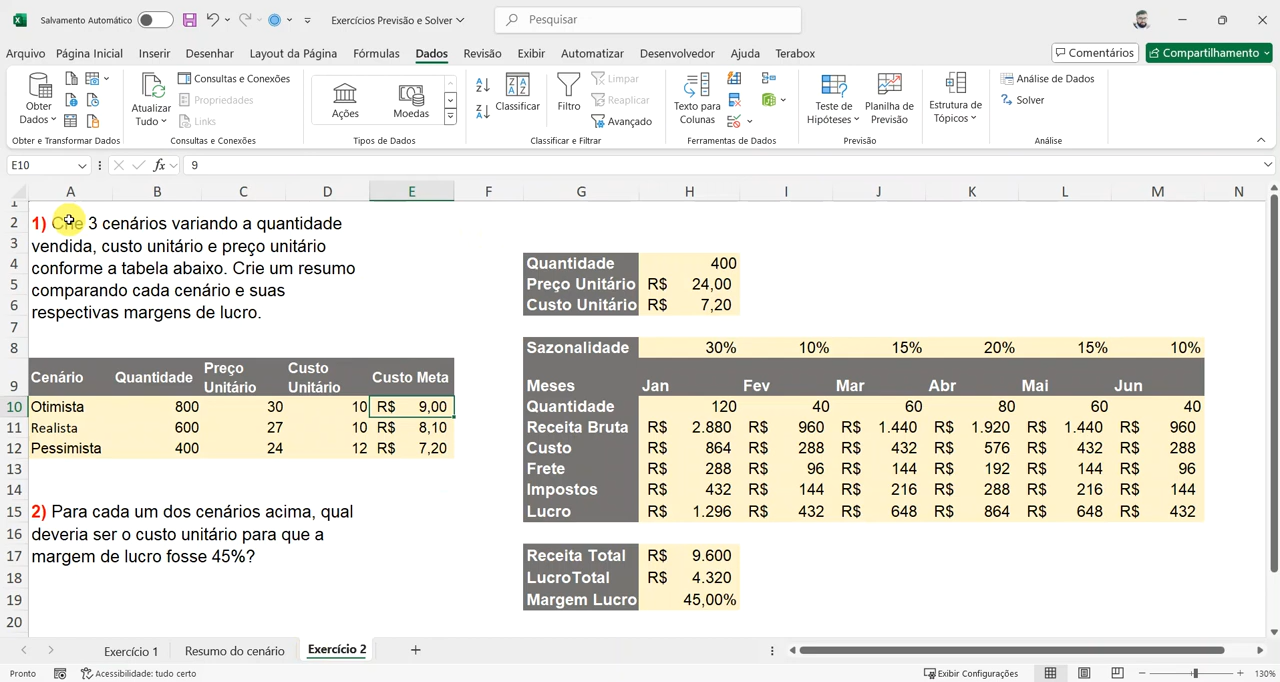 Salvamento Automático
Exercícios Previsão e Solver
Pesquisar
Arquivo Página Inicial Inserir Desenhar Layout da Página Fórmulas Dados Revisão Exibir Automatizar Desenvolvedor Ajuda Terabox
Comentários Compartilhamento
Obter Dados
Atualizar Tudo
Consultas e Conexões
Propriedades
Links
Ações
Moedas
Classificar
Filtro
Limpar
Reaplicar
Avançado
Texto para Colunas
Teste de Hipóteses
Planilha de Previsão
Estrutura de Tópicos
Análise de Dados
Solver
Obter e Transformar Dados Consultas e Conexões Tipos de Dados Classificar e Filtrar Ferramentas de Dados Previsão Análise
E10 fx 9
A B C D E F G H I J K L M N
1
2
3
4
5
6
7
8
9
10
11
12
13
14
15
16
17
18
19
20
1) Crie 3 cenários variando a quantidade
vendida, custo unitário e preço unitário
conforme a tabela abaixo. Crie um resumo
comparando cada cenário e suas
respectivas margens de lucro.
Cenário Quantidade Preço Unitário Custo Unitário Custo Meta
Otimista 800 30 10 R$ 9,00
Realista 600 27 10 R$ 8,10
Pessimista 400 24 12 R$ 7,20
2) Para cada um dos cenários acima, qual
deveria ser o custo unitário para que a
margem de lucro fosse 45%?
Quantidade 400
Preço Unitário R$ 24,00
Custo Unitário R$ 7,20
Sazonalidade 30% 10% 15% 20% 15% 10%
Meses Jan Fev Mar Abr Mai Jun
Quantidade 120 40 60 80 60 40
Receita Bruta R$ 2.880 R$ 960 R$ 1.440 R$ 1.920 R$ 1.440 R$ 960
Custo R$ 864 R$ 288 R$ 432 R$ 576 R$ 432 R$ 288
Frete R$ 288 R$ 96 R$ 144 R$ 192 R$ 144 R$ 96
Impostos R$ 432 R$ 144 R$ 216 R$ 288 R$ 216 R$ 144
Lucro R$ 1.296 R$ 432 R$ 648 R$ 864 R$ 648 R$ 432
Receita Total R$ 9.600
LucroTotal R$ 4.320
Margem Lucro 45,00%
Exercício 1 Resumo do cenário Exercício 2
Pronto Acessibilidade: tudo certo Exibir Configurações 130%